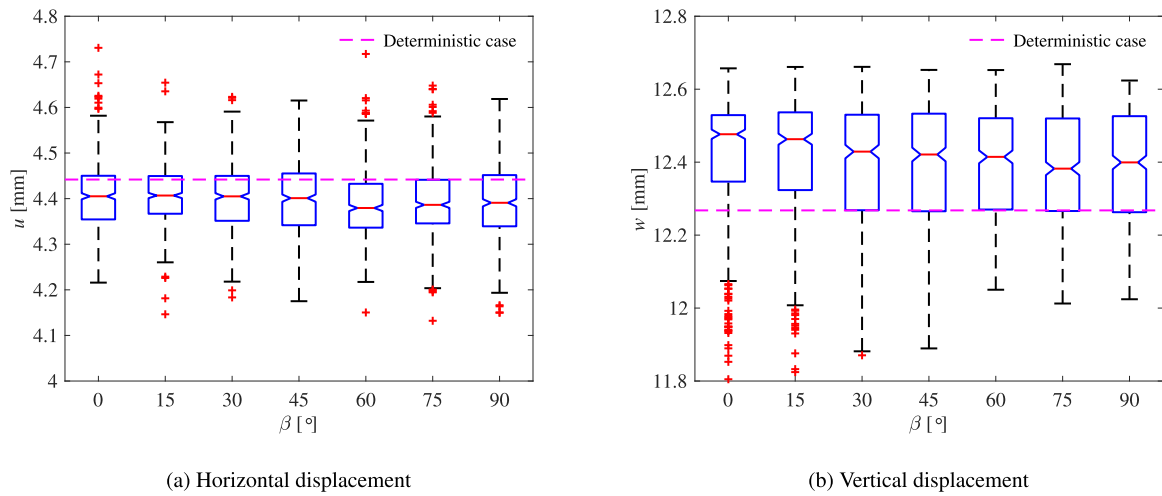 4.8
4.7
4.6
4.5
4.4
4.3
4.2
4.1
4
u [mm]
Deterministic case
0 15 30 45 60 75 90
β [°]
(a) Horizontal displacement
12.8
12.6
12.4
12.2
12
11.8
w [mm]
Deterministic case
0 15 30 45 60 75 90
β [°]
(b) Vertical displacement